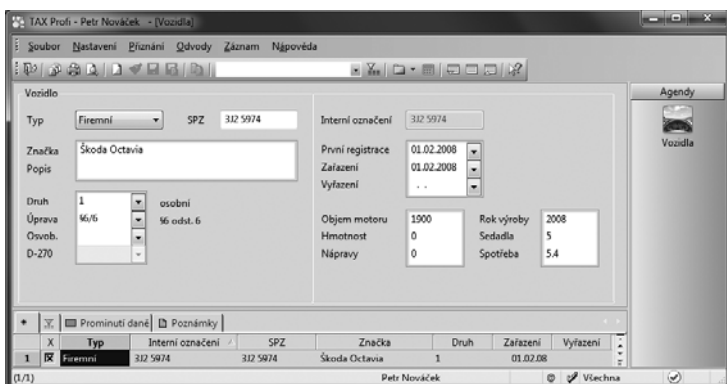 TAX Profi - Petr Nováček - [Vozidla]
Soubor Nastavení Přiznání Odvody Záznam Nápověda
Vozidlo
Agendy
Typ Firemní SPZ 3J2 5974 Interní označení 3J2 5974
Vozidla
Značka Škoda Octavia První registrace 01.02.2008
Popis Zařazení 01.02.2008
Vyřazení . .
Druh 1 osobní
Úprava §6/6 §6 odst. 6 Objem motoru 1900 Rok výroby 2008
Osvob. Hmotnost 0 Sedadla 5
D-270 Nápravy 0 Spotřeba 5.4
Prominutí daně Poznámky
X Typ Interní označení SPZ Značka Druh Zařazení Vyřazení
1 Firemní 3J2 5974 3J2 5974 Škoda Octavia 1 01.02.08
(1/1) Petr Nováček Všechna